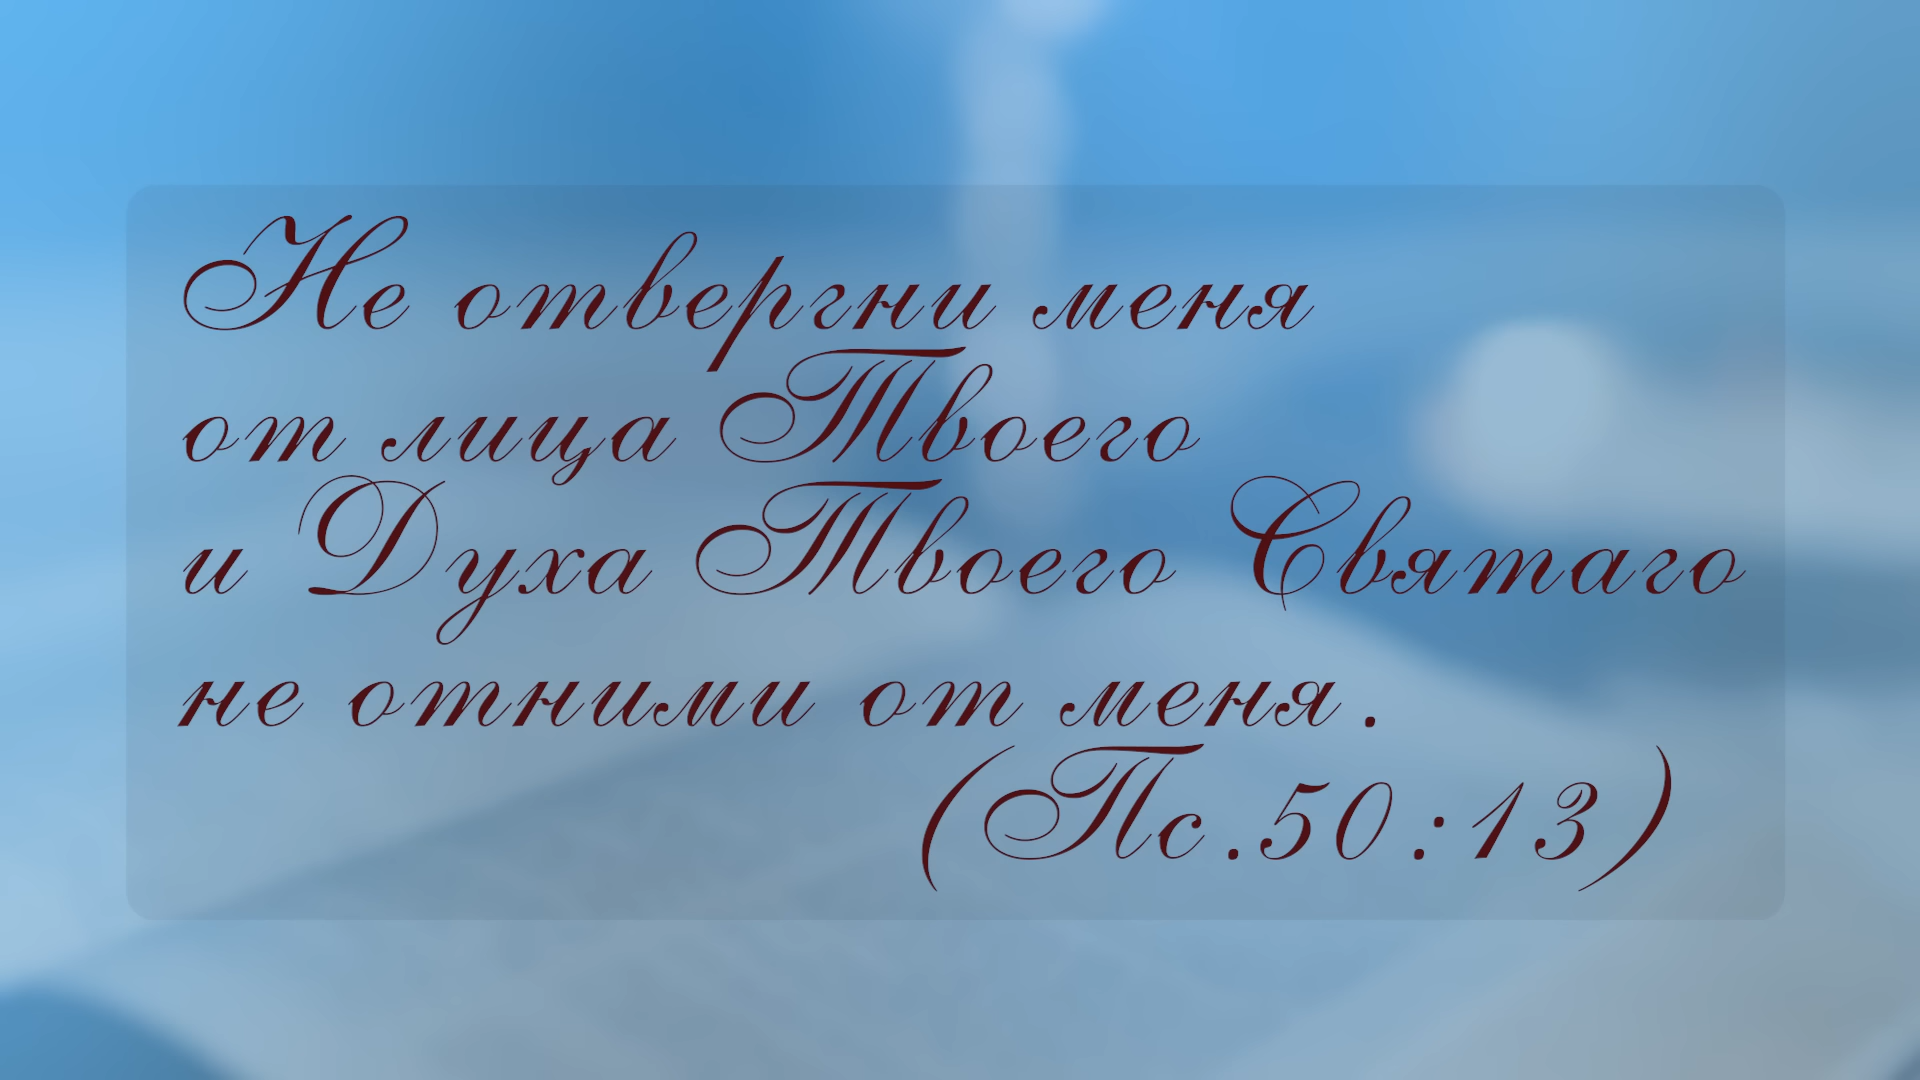 Не отвергни меня
от лица Твоего
и Духа Твоего Святаго
не отними от меня.
(Пс.50:13)